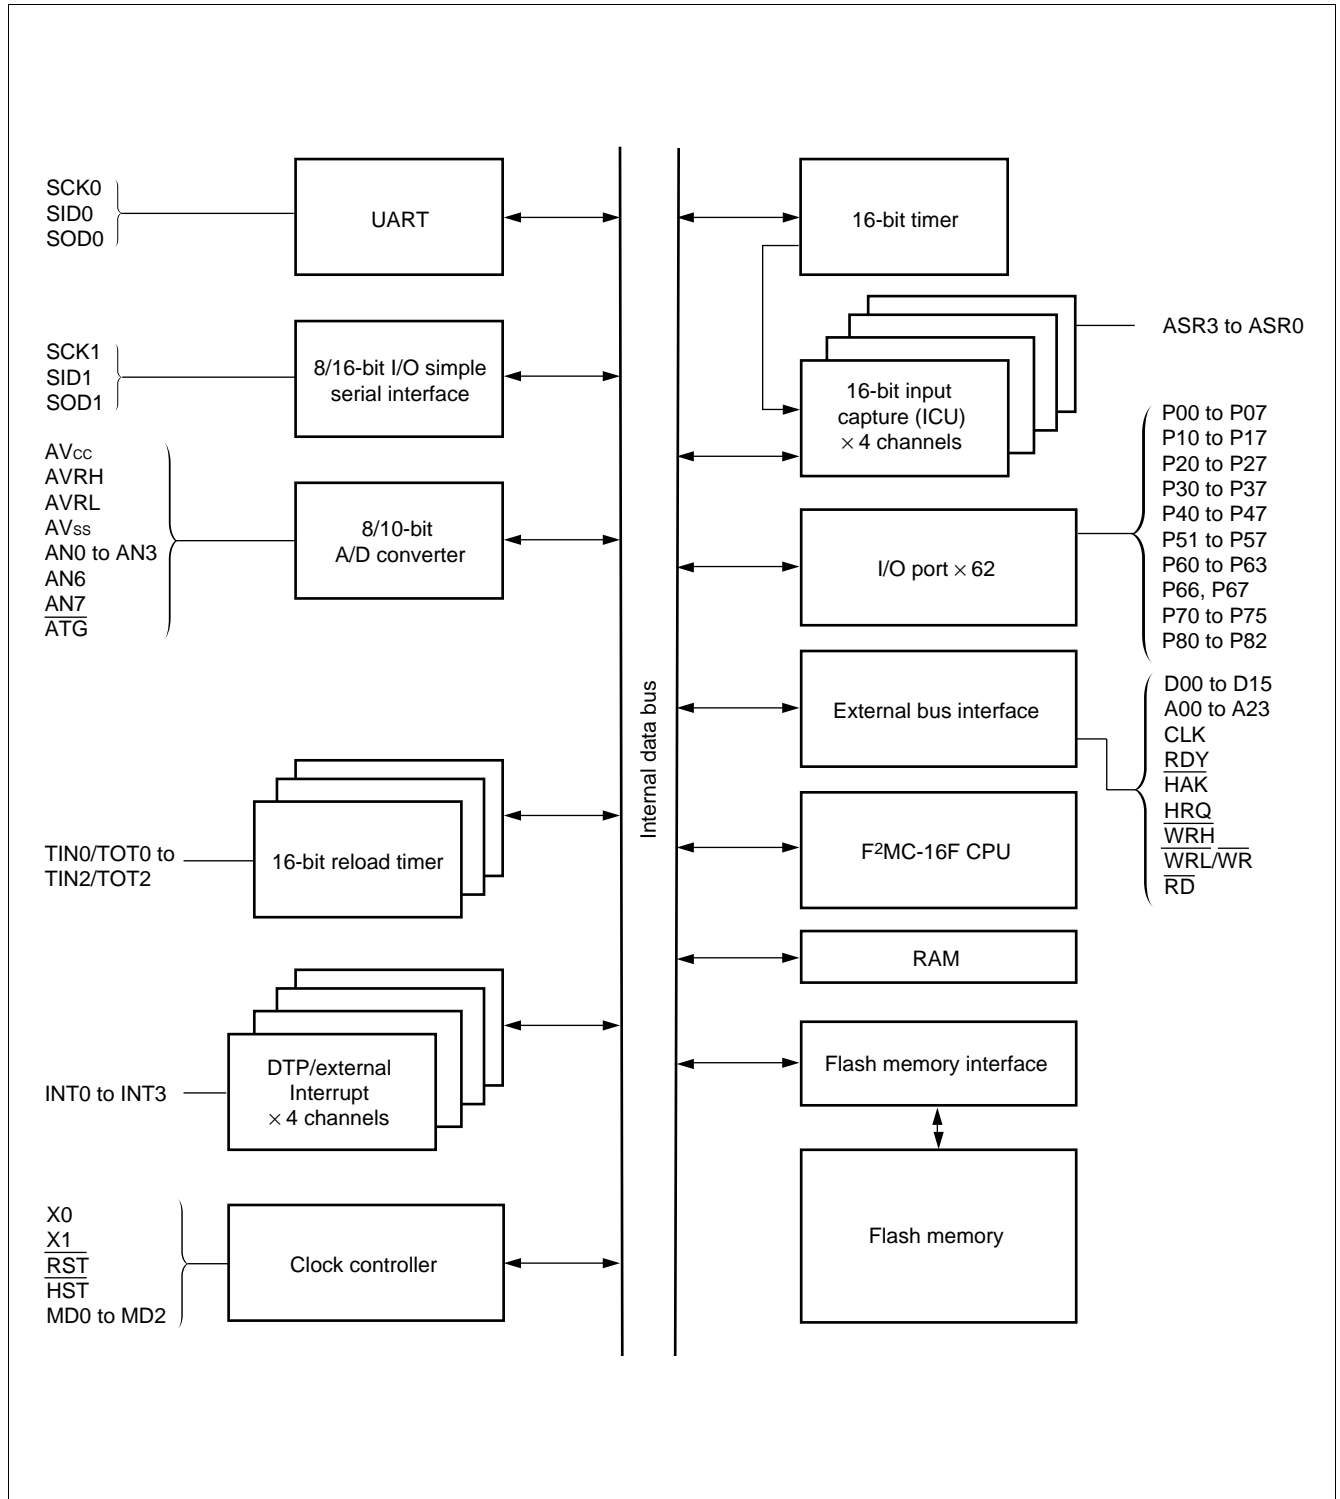 SCK0
SID0
SOD0
UART
SCK1
SID1
SOD1
8/16-bit I/O simple
serial interface
AVCC
AVRH
AVRL
AVSS
AN0 to AN3
AN6
AN7
ATG
8/10-bit
A/D converter
TIN0/TOT0 to
TIN2/TOT2
16-bit reload timer
INT0 to INT3
DTP/external
Interrupt
× 4 channels
X0
X1
RST
HST
MD0 to MD2
Clock controller
Internal data bus
16-bit timer
16-bit input
capture (ICU)
× 4 channels
ASR3 to ASR0
I/O port × 62
P00 to P07
P10 to P17
P20 to P27
P30 to P37
P40 to P47
P51 to P57
P60 to P63
P66, P67
P70 to P75
P80 to P82
External bus interface
D00 to D15
A00 to A23
CLK
RDY
HAK
HRQ
WRH
WRL/WR
RD
F2MC-16F CPU
RAM
Flash memory interface
Flash memory